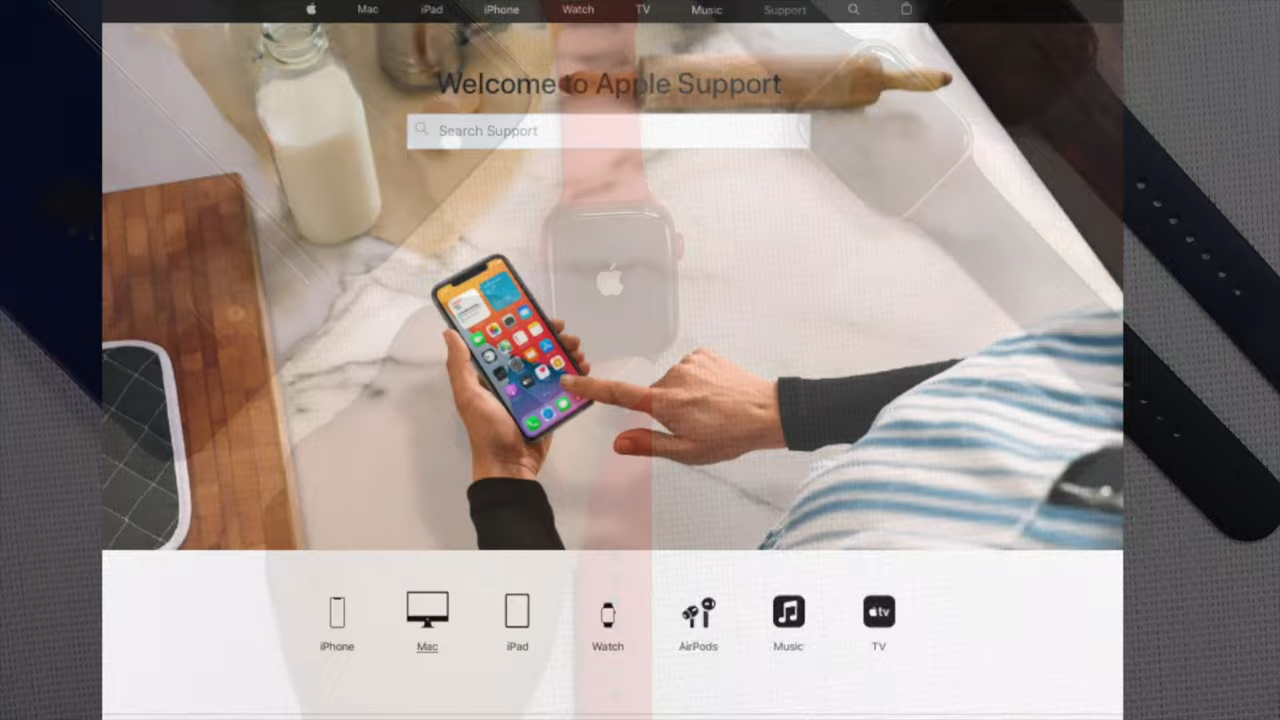 Mac iPad iPhone Watch TV Music Support
Welcome to Apple Support
Search Support
iPhone Mac iPad Watch AirPods Music TV
tv